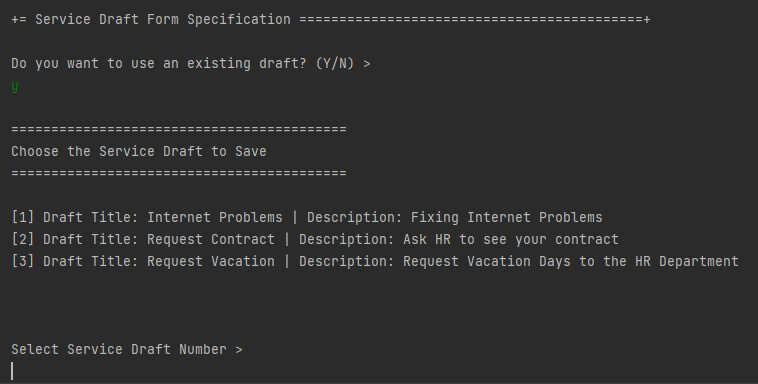 += Service Draft Form Specification ===========================================+
Do you want to use an existing draft? (Y/N) >
y
==========================================
Choose the Service Draft to Save
==========================================
[1] Draft Title: Internet Problems | Description: Fixing Internet Problems
[2] Draft Title: Request Contract | Description: Ask HR to see your contract
[3] Draft Title: Request Vacation | Description: Request Vacation Days to the HR Department
Select Service Draft Number >